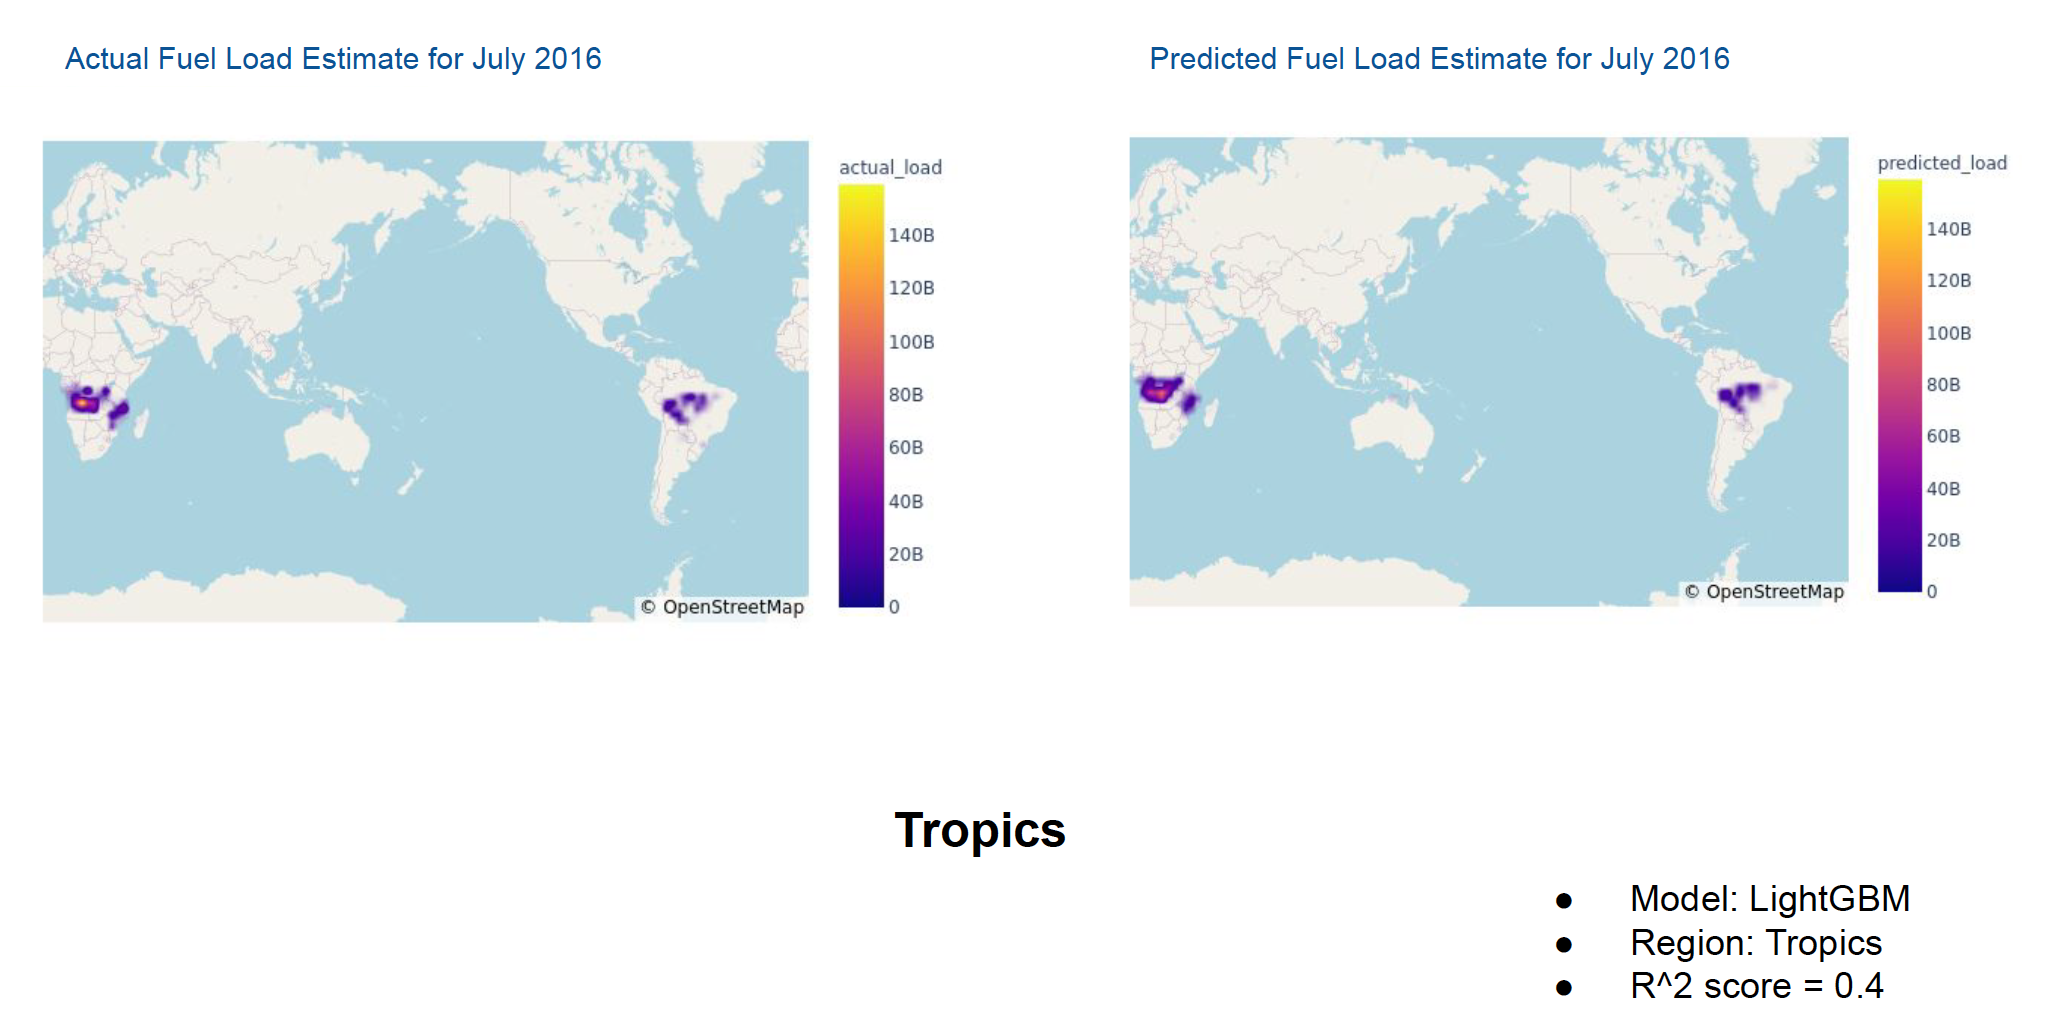 Actual Fuel Load Estimate for July 2016
Predicted Fuel Load Estimate for July 2016
actual_load
140B
120B
100B
80B
60B
40B
20B
0
© OpenStreetMap
predicted_load
140B
120B
100B
80B
60B
40B
20B
0
© OpenStreetMap
Tropics
● Model: LightGBM
● Region: Tropics
● R^2 score = 0.4